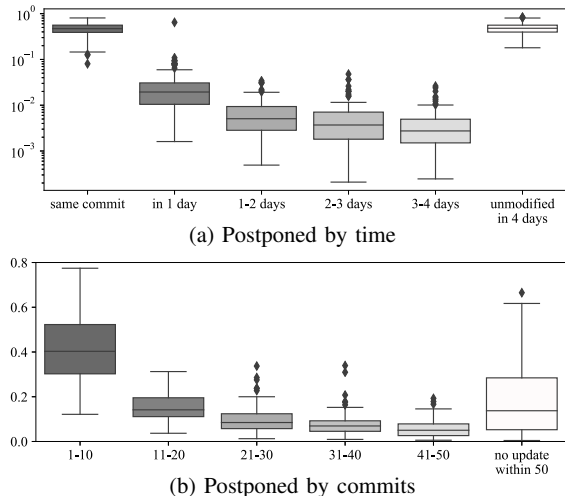 10⁰
10⁻¹
10⁻²
10⁻³
same commit in 1 day 1-2 days 2-3 days 3-4 days unmodified
in 4 days
(a) Postponed by time
0.8
0.6
0.4
0.2
0.0
1-10 11-20 21-30 31-40 41-50 no update
within 50
(b) Postponed by commits